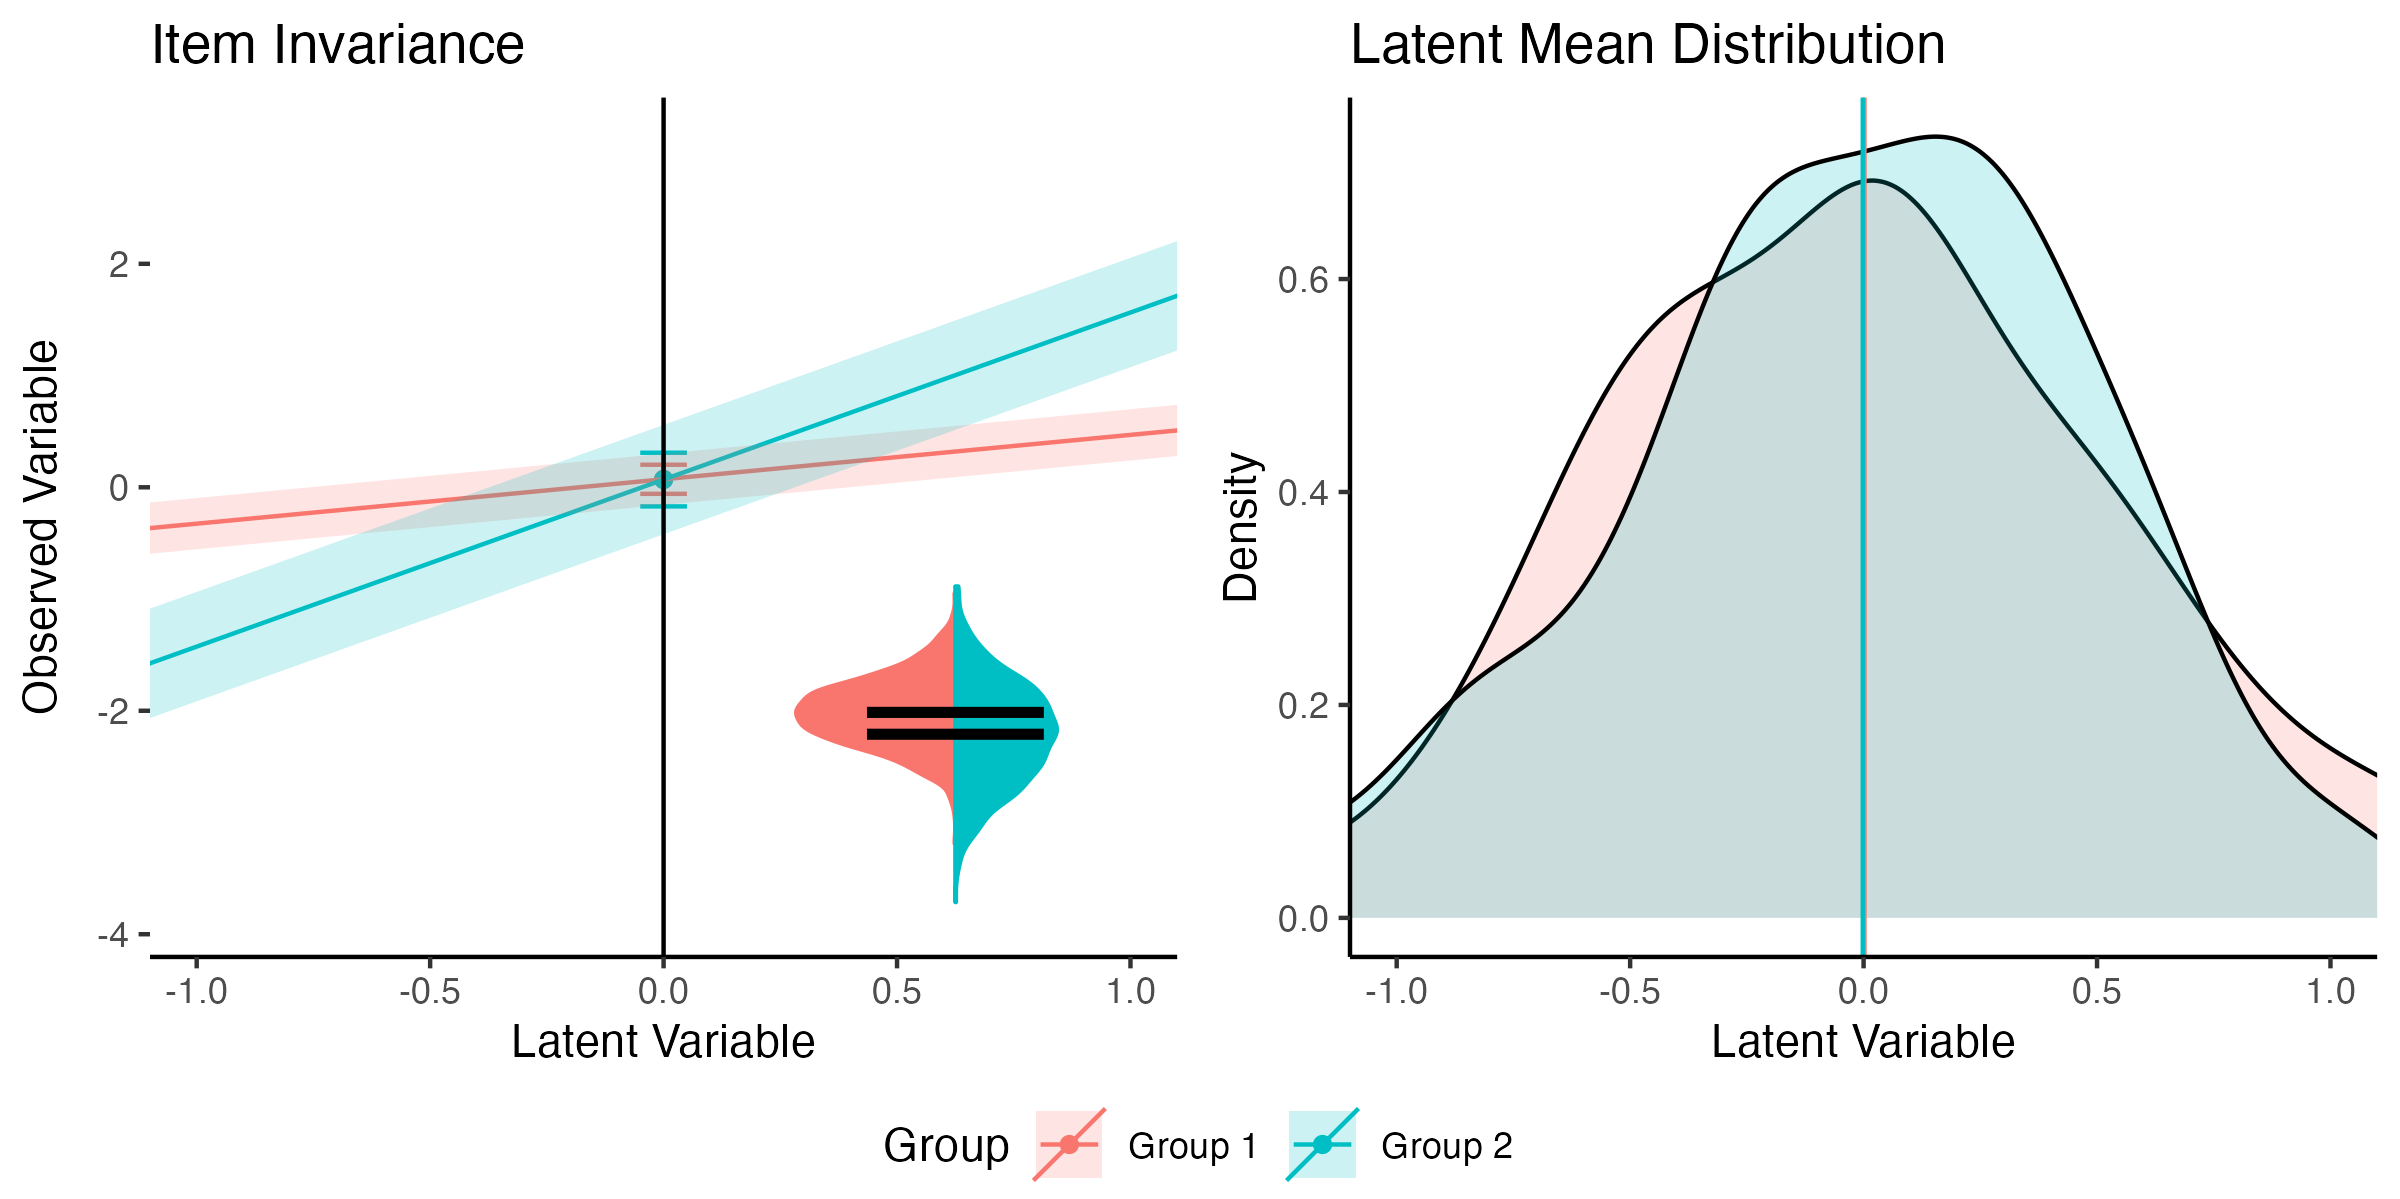 Item Invariance
Observed Variable
2
0
-2
-4
-1.0 -0.5 0.0 0.5 1.0
Latent Variable
Latent Mean Distribution
Density
0.6
0.4
0.2
0.0
-1.0 -0.5 0.0 0.5 1.0
Latent Variable
Group Group 1 Group 2